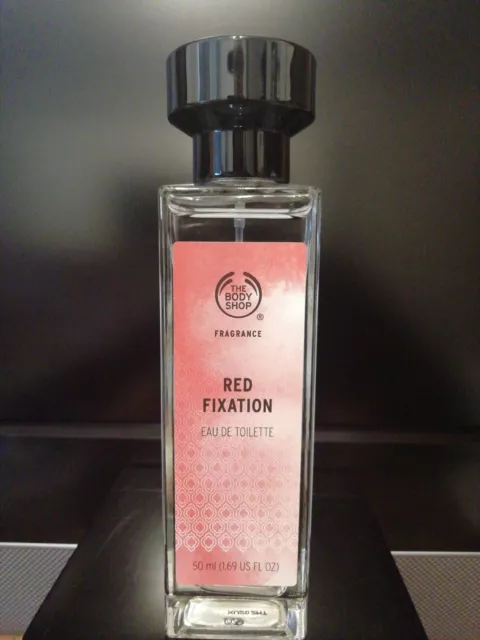 THE
BODY
SHOP
®
FRAGRANCE
RED
FIXATION
EAU DE TOILETTE
50 ml (1.69 US FL OZ)